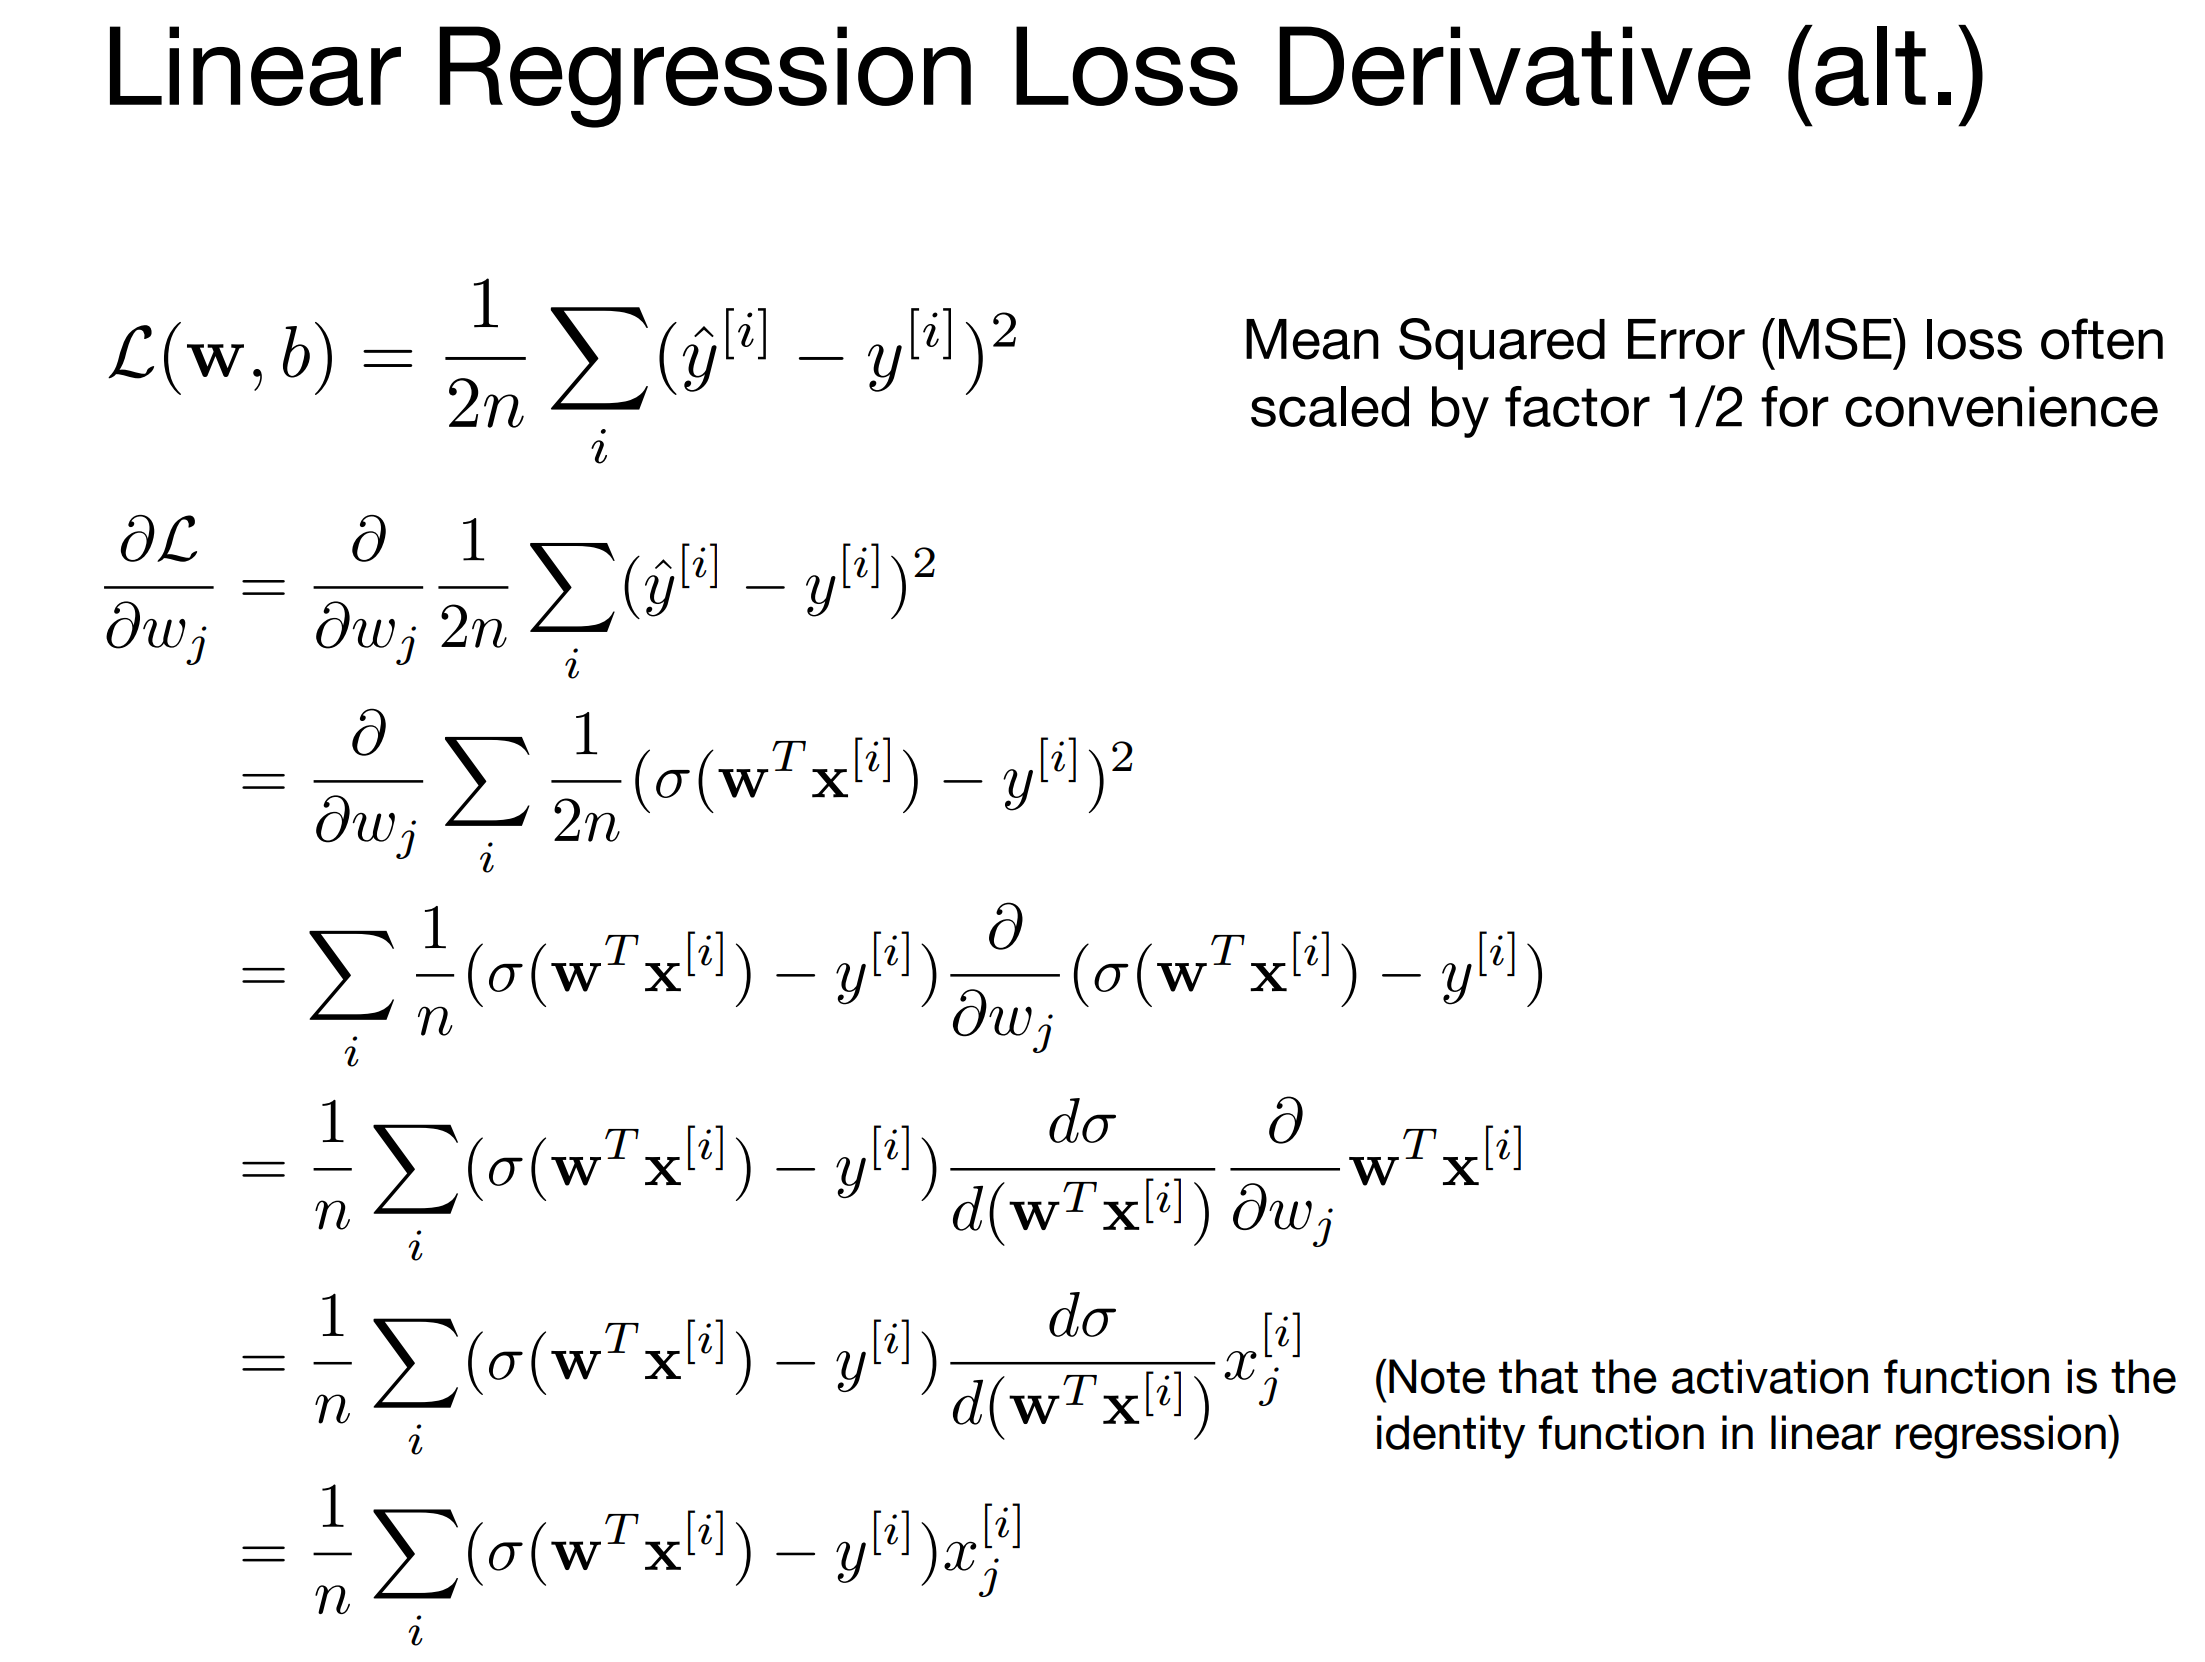 Linear Regression Loss Derivative (alt.)
$\mathcal{L}(\mathbf{w}, b) = \frac{1}{2n} \sum_i (\hat{y}^{[i]} - y^{[i]})^2$
Mean Squared Error (MSE) loss often
scaled by factor 1/2 for convenience
$\frac{\partial \mathcal{L}}{\partial w_j} = \frac{\partial}{\partial w_j} \frac{1}{2n} \sum_i (\hat{y}^{[i]} - y^{[i]})^2$
$= \frac{\partial}{\partial w_j} \sum_i \frac{1}{2n} (\sigma(\mathbf{w}^T \mathbf{x}^{[i]}) - y^{[i]})^2$
$= \sum_i \frac{1}{n} (\sigma(\mathbf{w}^T \mathbf{x}^{[i]}) - y^{[i]}) \frac{\partial}{\partial w_j} (\sigma(\mathbf{w}^T \mathbf{x}^{[i]}) - y^{[i]})$
$= \frac{1}{n} \sum_i (\sigma(\mathbf{w}^T \mathbf{x}^{[i]}) - y^{[i]}) \frac{d\sigma}{d(\mathbf{w}^T \mathbf{x}^{[i]})} \frac{\partial}{\partial w_j} \mathbf{w}^T \mathbf{x}^{[i]}$
$= \frac{1}{n} \sum_i (\sigma(\mathbf{w}^T \mathbf{x}^{[i]}) - y^{[i]}) \frac{d\sigma}{d(\mathbf{w}^T \mathbf{x}^{[i]})} x_j^{[i]}$
(Note that the activation function is the
identity function in linear regression)
$= \frac{1}{n} \sum_i (\sigma(\mathbf{w}^T \mathbf{x}^{[i]}) - y^{[i]}) x_j^{[i]}$